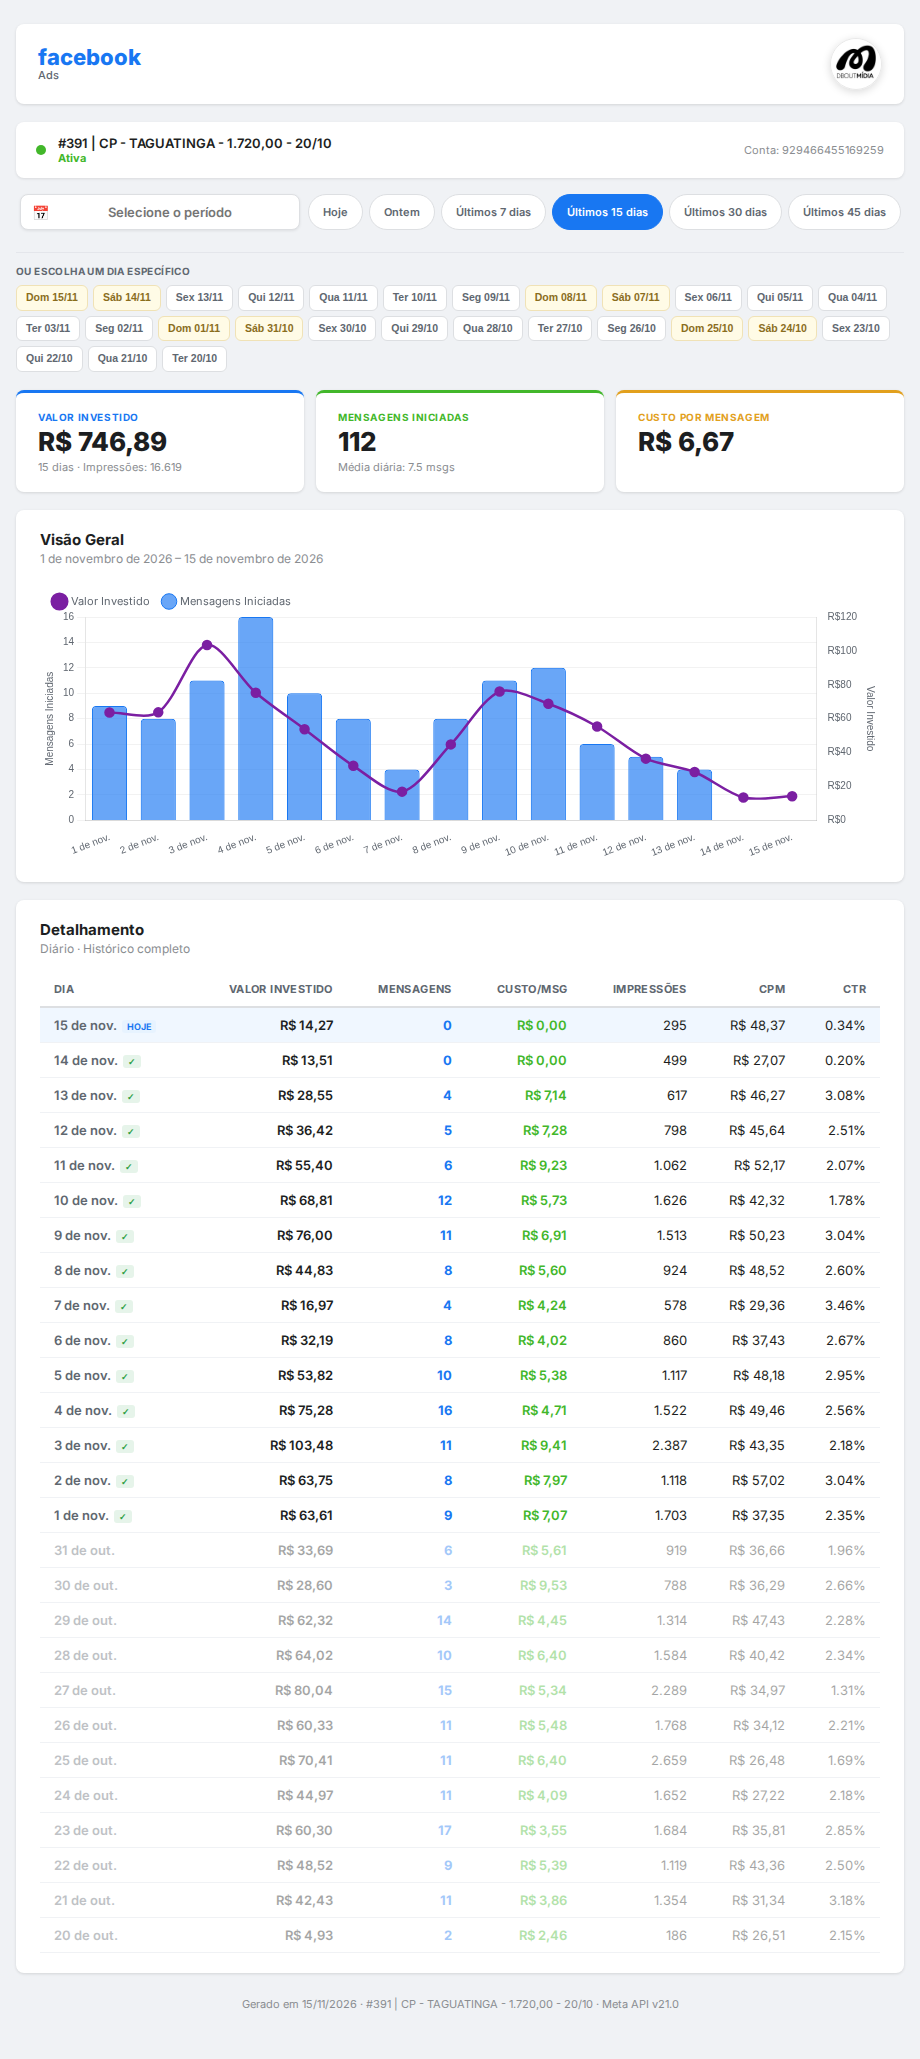 facebook
Ads
DBOUTMÍDIA
#391 | CP - TAGUATINGA - 1.720,00 - 20/10
Ativa
Conta: 929466455169259
📅 Selecione o período
Hoje Ontem Últimos 7 dias Últimos 15 dias Últimos 30 dias Últimos 45 dias
OU ESCOLHA UM DIA ESPECÍFICO
Dom 15/11 Sáb 14/11 Sex 13/11 Qui 12/11 Qua 11/11 Ter 10/11 Seg 09/11 Dom 08/11 Sáb 07/11 Sex 06/11 Qui 05/11 Qua 04/11
Ter 03/11 Seg 02/11 Dom 01/11 Sáb 31/10 Sex 30/10 Qui 29/10 Qua 28/10 Ter 27/10 Seg 26/10 Dom 25/10 Sáb 24/10 Sex 23/10
Qui 22/10 Qua 21/10 Ter 20/10
VALOR INVESTIDO
R$ 746,89
15 dias · Impressões: 16.619
MENSAGENS INICIADAS
112
Média diária: 7.5 msgs
CUSTO POR MENSAGEM
R$ 6,67
Visão Geral
1 de novembro de 2026 – 15 de novembro de 2026
Valor Investido Mensagens Iniciadas
Mensagens Iniciadas
16
14
12
10
8
6
4
2
0
R$120
R$100
R$80
R$60
R$40
R$20
R$0
Valor Investido
1 de nov. 2 de nov. 3 de nov. 4 de nov. 5 de nov. 6 de nov. 7 de nov. 8 de nov. 9 de nov. 10 de nov. 11 de nov. 12 de nov. 13 de nov. 14 de nov. 15 de nov.
Detalhamento
Diário · Histórico completo
DIA VALOR INVESTIDO MENSAGENS CUSTO/MSG IMPRESSÕES CPM CTR
15 de nov. HOJE R$ 14,27 0 R$ 0,00 295 R$ 48,37 0.34%
14 de nov. ✓ R$ 13,51 0 R$ 0,00 499 R$ 27,07 0.20%
13 de nov. ✓ R$ 28,55 4 R$ 7,14 617 R$ 46,27 3.08%
12 de nov. ✓ R$ 36,42 5 R$ 7,28 798 R$ 45,64 2.51%
11 de nov. ✓ R$ 55,40 6 R$ 9,23 1.062 R$ 52,17 2.07%
10 de nov. ✓ R$ 68,81 12 R$ 5,73 1.626 R$ 42,32 1.78%
9 de nov. ✓ R$ 76,00 11 R$ 6,91 1.513 R$ 50,23 3.04%
8 de nov. ✓ R$ 44,83 8 R$ 5,60 924 R$ 48,52 2.60%
7 de nov. ✓ R$ 16,97 4 R$ 4,24 578 R$ 29,36 3.46%
6 de nov. ✓ R$ 32,19 8 R$ 4,02 860 R$ 37,43 2.67%
5 de nov. ✓ R$ 53,82 10 R$ 5,38 1.117 R$ 48,18 2.95%
4 de nov. ✓ R$ 75,28 16 R$ 4,71 1.522 R$ 49,46 2.56%
3 de nov. ✓ R$ 103,48 11 R$ 9,41 2.387 R$ 43,35 2.18%
2 de nov. ✓ R$ 63,75 8 R$ 7,97 1.118 R$ 57,02 3.04%
1 de nov. ✓ R$ 63,61 9 R$ 7,07 1.703 R$ 37,35 2.35%
31 de out. R$ 33,69 6 R$ 5,61 919 R$ 36,66 1.96%
30 de out. R$ 28,60 3 R$ 9,53 788 R$ 36,29 2.66%
29 de out. R$ 62,32 14 R$ 4,45 1.314 R$ 47,43 2.28%
28 de out. R$ 64,02 10 R$ 6,40 1.584 R$ 40,42 2.34%
27 de out. R$ 80,04 15 R$ 5,34 2.289 R$ 34,97 1.31%
26 de out. R$ 60,33 11 R$ 5,48 1.768 R$ 34,12 2.21%
25 de out. R$ 70,41 11 R$ 6,40 2.659 R$ 26,48 1.69%
24 de out. R$ 44,97 11 R$ 4,09 1.652 R$ 27,22 2.18%
23 de out. R$ 60,30 17 R$ 3,55 1.684 R$ 35,81 2.85%
22 de out. R$ 48,52 9 R$ 5,39 1.119 R$ 43,36 2.50%
21 de out. R$ 42,43 11 R$ 3,86 1.354 R$ 31,34 3.18%
20 de out. R$ 4,93 2 R$ 2,46 186 R$ 26,51 2.15%
Gerado em 15/11/2026 · #391 | CP - TAGUATINGA - 1.720,00 - 20/10 · Meta API v21.0